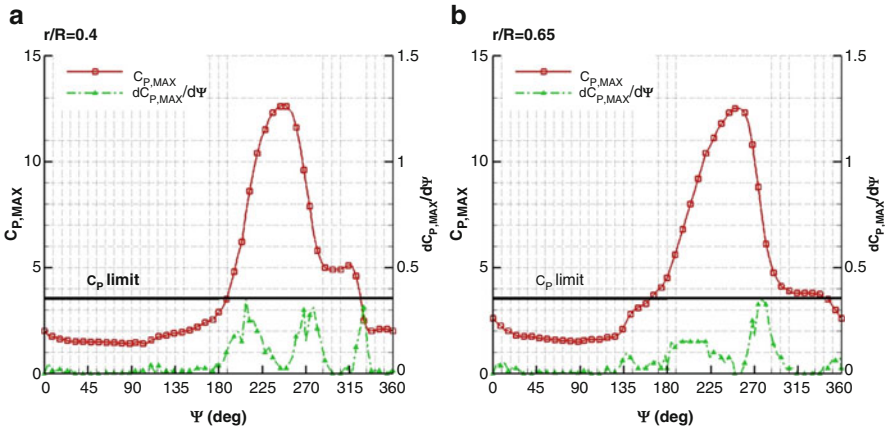 a
r/R=0.4
15
10
5
0
C_P,MAX
1.5
1
0.5
0
dC_P,MAX/dΨ
C_P,MAX
dC_P,MAX/dΨ
C_P limit
0 45 90 135 180 225 270 315 360
Ψ (deg)
b
r/R=0.65
15
10
5
0
C_P,MAX
1.5
1
0.5
0
dC_P,MAX/dΨ
C_P,MAX
dC_P,MAX/dΨ
C_P limit
0 45 90 135 180 225 270 315 360
Ψ (deg)